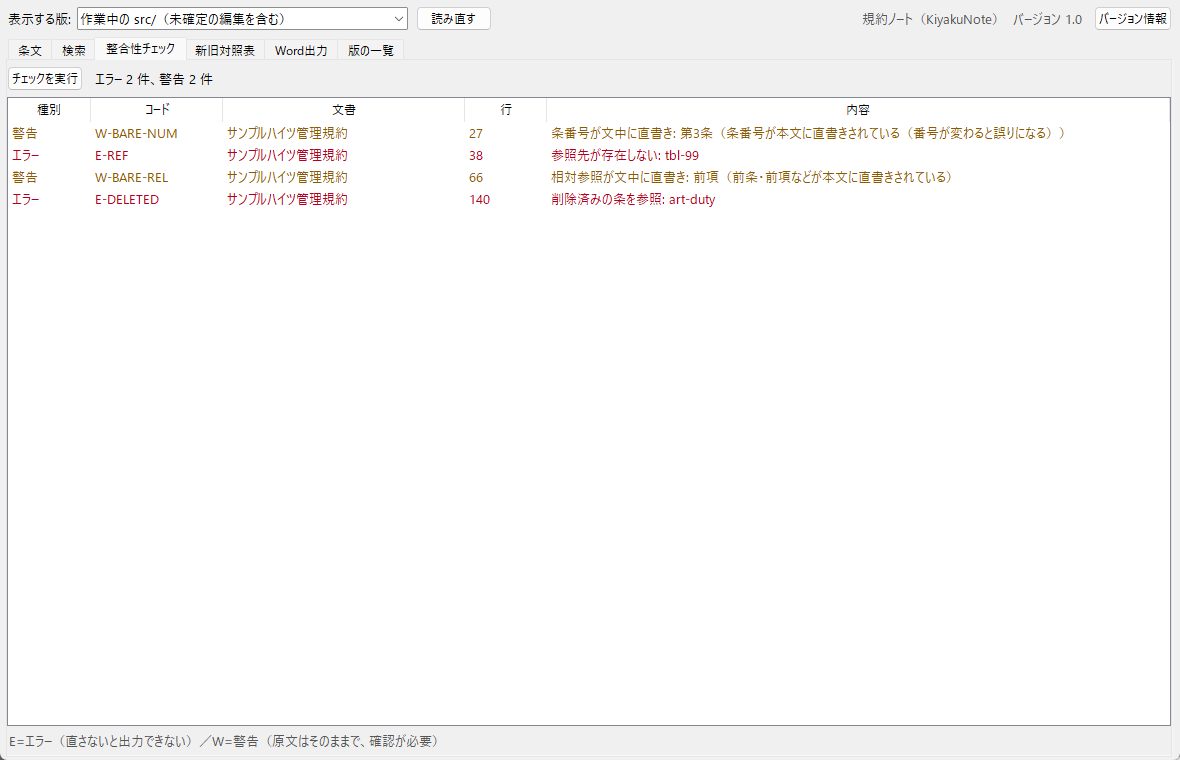 表示する版: 作業中の src/（未確定の編集を含む） 読み直す 規約ノート（KiyakuNote） バージョン 1.0 バージョン情報
条文 検索 整合性チェック 新旧対照表 Word出力 版の一覧
チェックを実行 エラー 2 件、警告 2 件
種別 コード 文書 行 内容
警告 W-BARE-NUM サンプルハイツ管理規約 27 条番号が文中に直書き: 第3条（条番号が本文に直書きされている（番号が変わると誤りになる））
エラー E-REF サンプルハイツ管理規約 38 参照先が存在しない: tbl-99
警告 W-BARE-REL サンプルハイツ管理規約 66 相対参照が文中に直書き: 前項（前条・前項などが本文に直書きされている）
エラー E-DELETED サンプルハイツ管理規約 140 削除済みの条を参照: art-duty
E=エラー（直さないと出力できない）／W=警告（原文はそのままで、確認が必要）